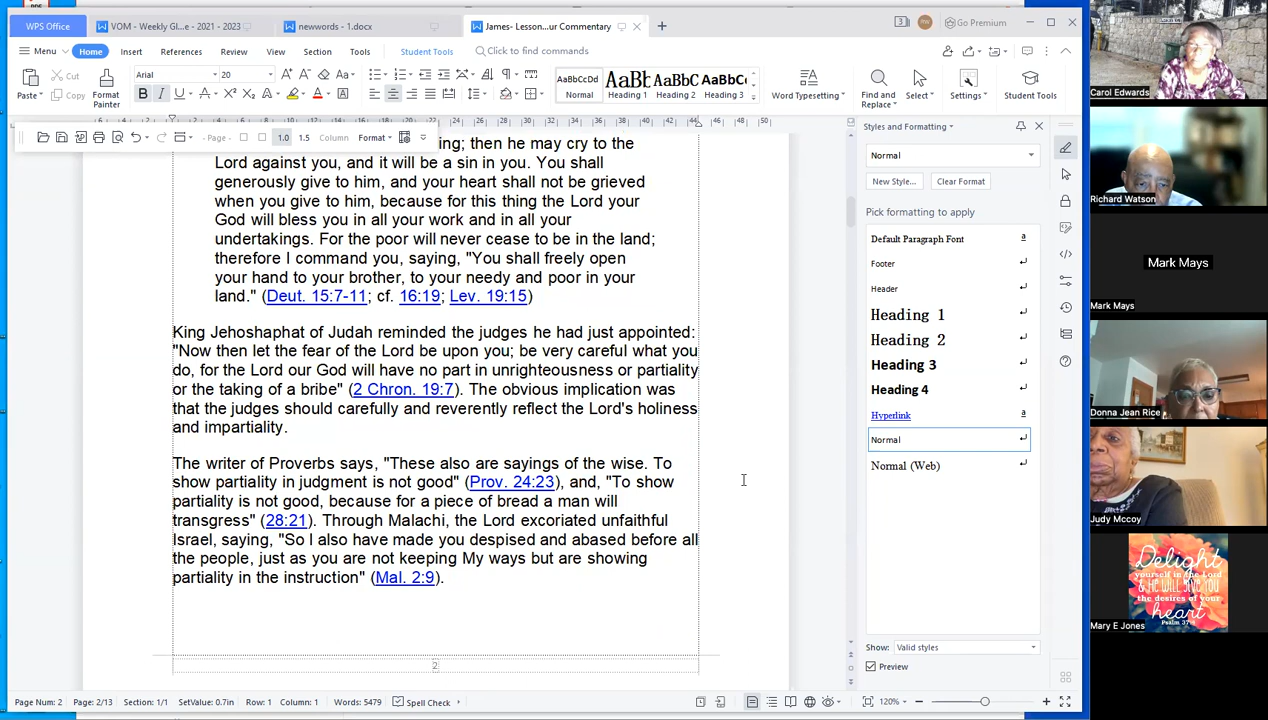 WPS Office
VOM - Weekly Gl...e - 2021 - 2023
newwords - 1.docx
James- Lesson...ur Commentary
Go Premium
Menu
Home
Insert
References
Review
View
Section
Tools
Student Tools
Click to find commands
Paste
Cut
Copy
Format Painter
Arial
20
AaBbCcDd
Normal
AaBb
Heading 1
AaBbC
Heading 2
AaBbC
Heading 3
Word Typesetting
Find and Replace
Select
Settings
Student Tools
- Page -
1.0
1.5
Column
Format
ing; then he may cry to the
Lord against you, and it will be a sin in you. You shall
generously give to him, and your heart shall not be grieved
when you give to him, because for this thing the Lord your
God will bless you in all your work and in all your
undertakings. For the poor will never cease to be in the land;
therefore I command you, saying, "You shall freely open
your hand to your brother, to your needy and poor in your
land." (Deut. 15:7-11; cf. 16:19; Lev. 19:15)
King Jehoshaphat of Judah reminded the judges he had just appointed:
"Now then let the fear of the Lord be upon you; be very careful what you
do, for the Lord our God will have no part in unrighteousness or partiality
or the taking of a bribe" (2 Chron. 19:7). The obvious implication was
that the judges should carefully and reverently reflect the Lord's holiness
and impartiality.
The writer of Proverbs says, "These also are sayings of the wise. To
show partiality in judgment is not good" (Prov. 24:23), and, "To show
partiality is not good, because for a piece of bread a man will
transgress" (28:21). Through Malachi, the Lord excoriated unfaithful
Israel, saying, "So I also have made you despised and abased before all
the people, just as you are not keeping My ways but are showing
partiality in the instruction" (Mal. 2:9).
2
Styles and Formatting
Normal
New Style...
Clear Format
Pick formatting to apply
Default Paragraph Font
Footer
Header
Heading 1
Heading 2
Heading 3
Heading 4
Hyperlink
Normal
Normal (Web)
Show:
Valid styles
Preview
Page Num: 2
Page: 2/13
Section: 1/1
SetValue: 0.7in
Row: 1
Column: 1
Words: 5479
Spell Check
120%
Carol Edwards
Richard Watson
Mark Mays
Mark Mays
Donna Jean Rice
Judy Mccoy
Delight
yourself in the Lord
& HE WILL GIVE YOU
the desires of your
heart
Psalm 37:4
Mary E Jones